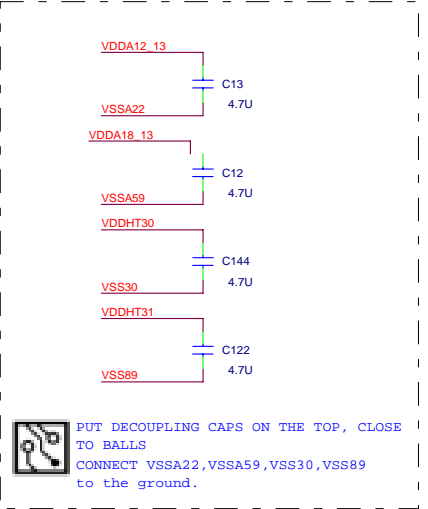 VDDA12_13
C13
4.7U
VSSA22
VDDA18_13
C12
4.7U
VSSA59
VDDHT30
C144
4.7U
VSS30
VDDHT31
C122
4.7U
VSS89
PUT DECOUPLING CAPS ON THE TOP, CLOSE
TO BALLS
CONNECT VSSA22,VSSA59,VSS30,VSS89
to the ground.